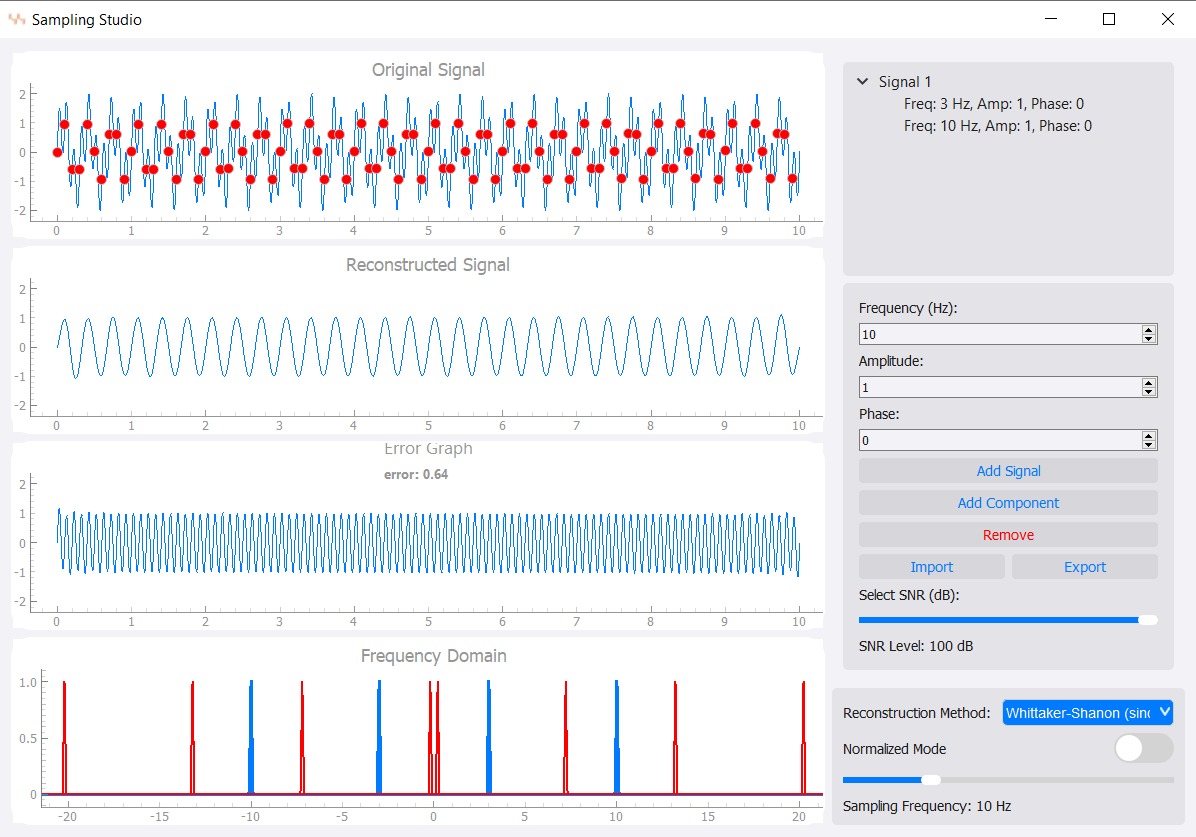 Sampling Studio
Original Signal
2
1
0
-1
-2
0 1 2 3 4 5 6 7 8 9 10
Reconstructed Signal
2
1
0
-1
-2
0 1 2 3 4 5 6 7 8 9 10
Error Graph
error: 0.64
2
1
0
-1
-2
0 1 2 3 4 5 6 7 8 9 10
Frequency Domain
1.0
0.5
0
-20 -15 -10 -5 0 5 10 15 20
Signal 1
Freq: 3 Hz, Amp: 1, Phase: 0
Freq: 10 Hz, Amp: 1, Phase: 0
Frequency (Hz):
10
Amplitude:
1
Phase:
0
Add Signal
Add Component
Remove
Import Export
Select SNR (dB):
SNR Level: 100 dB
Reconstruction Method: Whittaker-Shanon (sinc
Normalized Mode
Sampling Frequency: 10 Hz